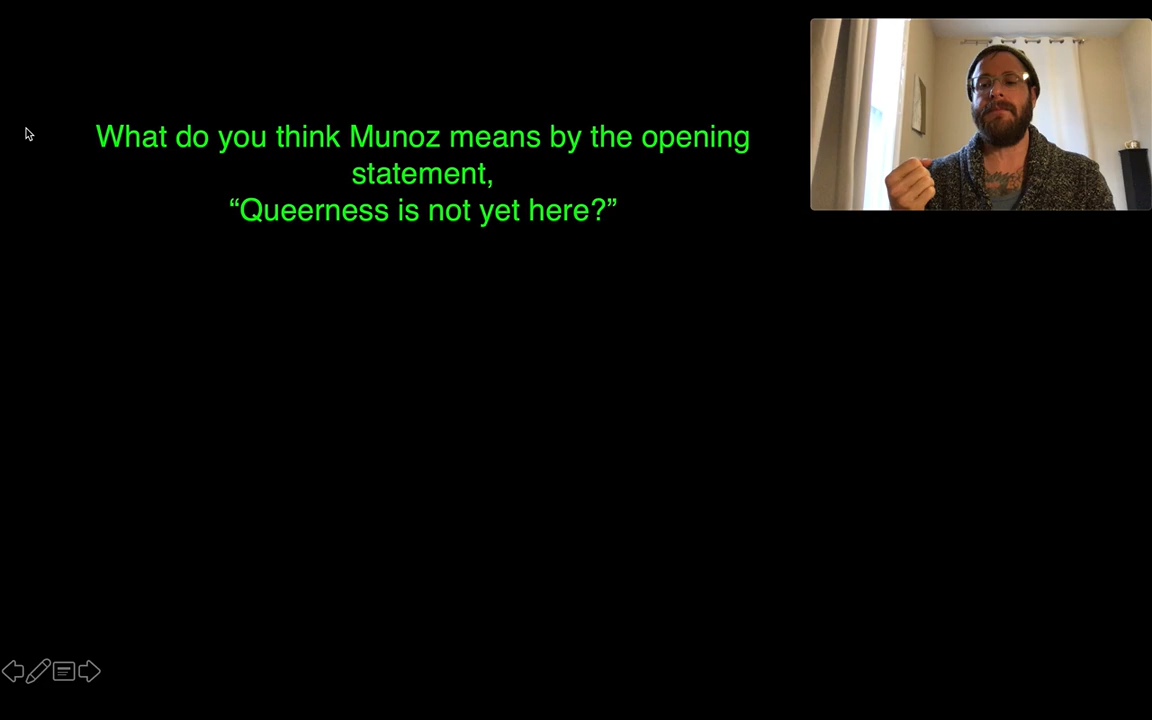 What do you think Munoz means by the opening
statement,
“Queerness is not yet here?”